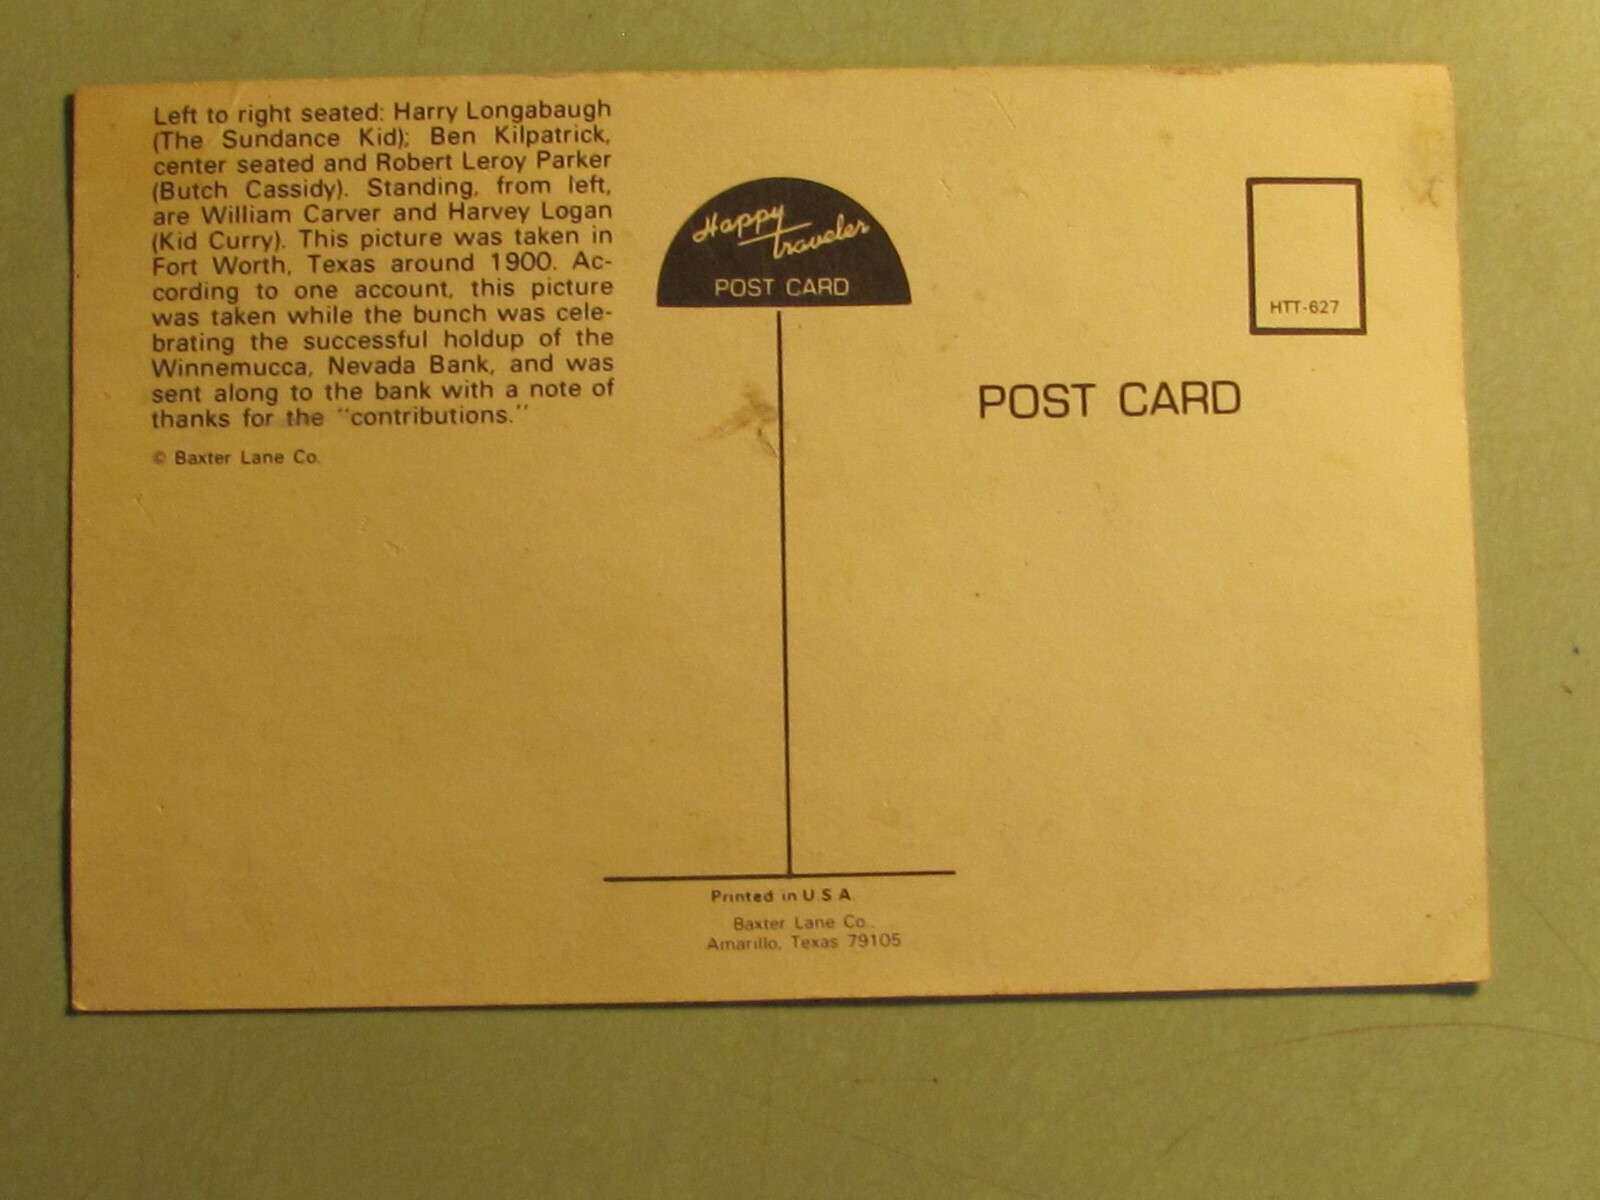 Left to right seated: Harry Longabaugh
(The Sundance Kid); Ben Kilpatrick,
center seated and Robert Leroy Parker
(Butch Cassidy). Standing, from left,
are William Carver and Harvey Logan
(Kid Curry). This picture was taken in
Fort Worth, Texas around 1900. Ac-
cording to one account, this picture
was taken while the bunch was cele-
brating the successful holdup of the
Winnemucca, Nevada Bank, and was
sent along to the bank with a note of
thanks for the "contributions."
© Baxter Lane Co.
Happy
Traveler
POST CARD
HTT-627
POST CARD
Printed in U.S.A.
Baxter Lane Co.,
Amarillo, Texas 79105